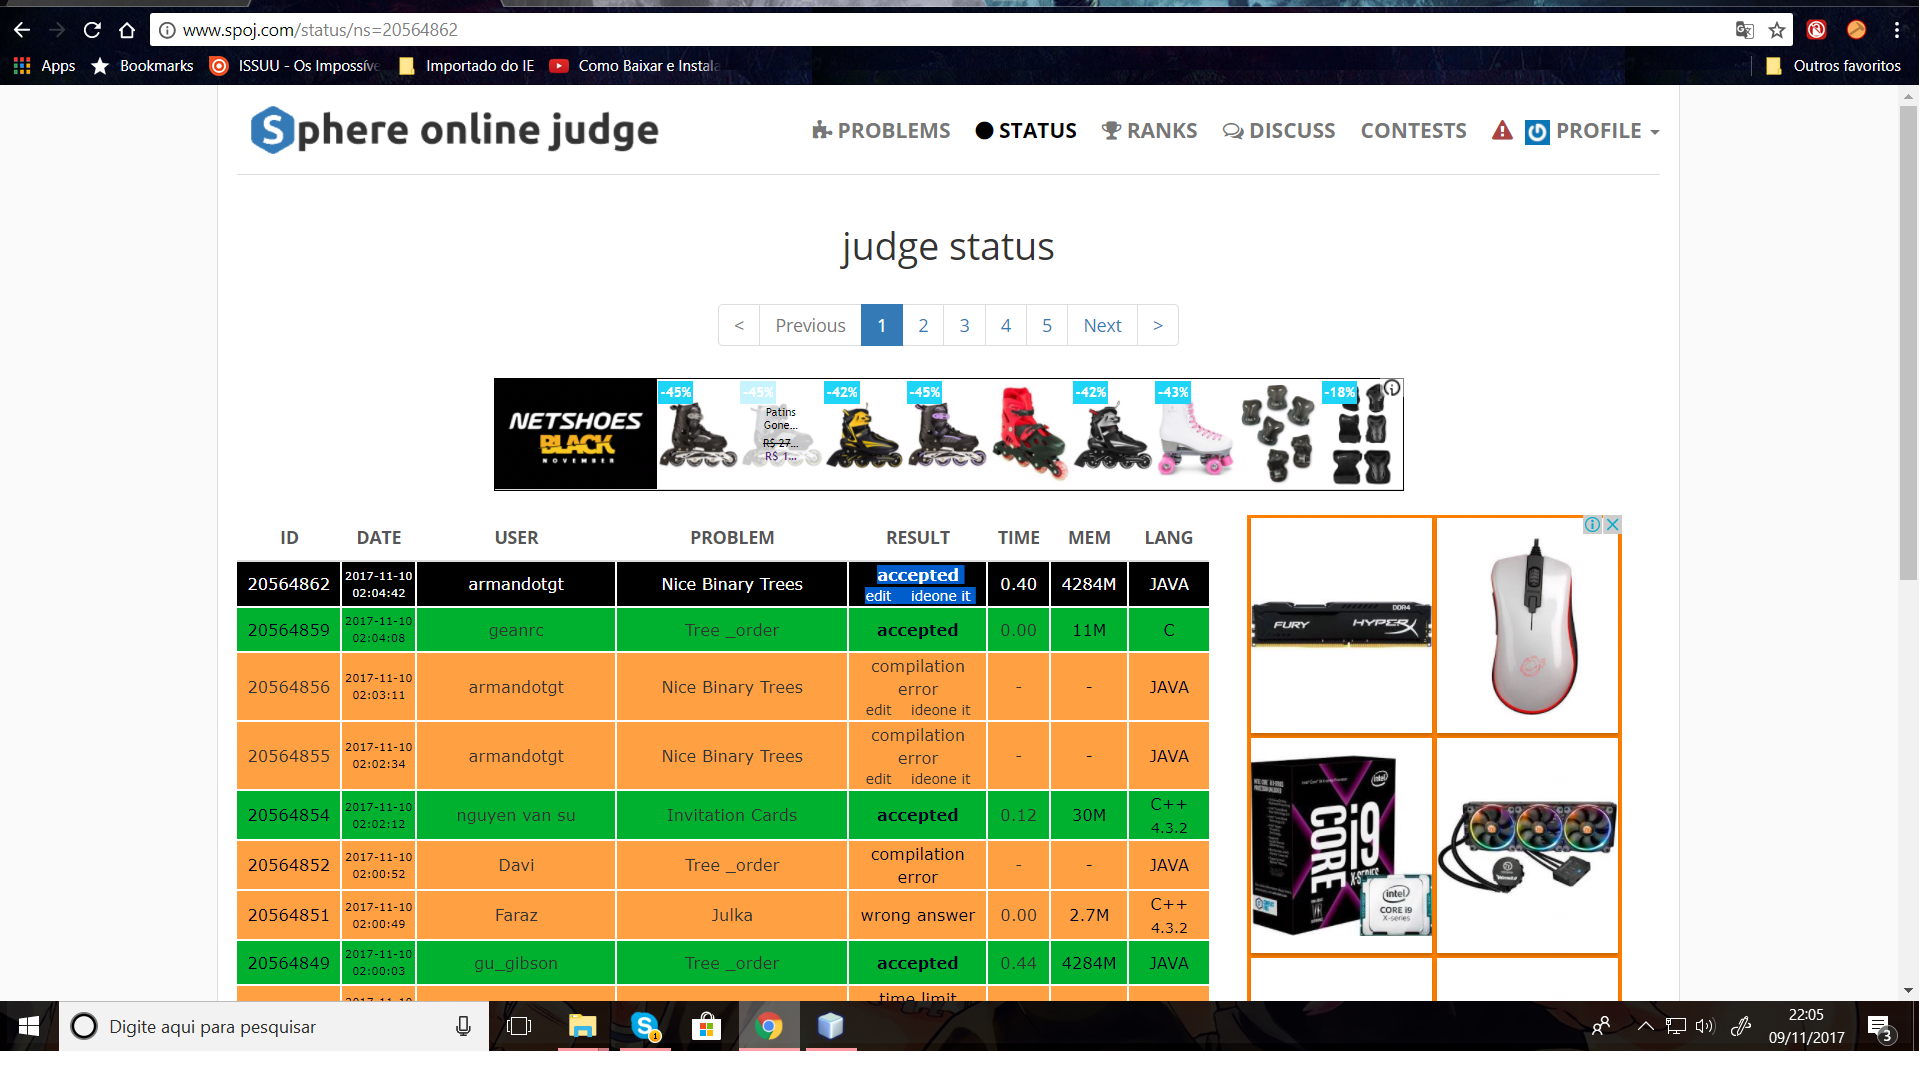 www.spoj.com/status/ns=20564862
Apps Bookmarks ISSUU - Os Impossíve Importado do IE Como Baixar e Instala Outros favoritos
Sphere online judge
PROBLEMS STATUS RANKS DISCUSS CONTESTS PROFILE
judge status
< Previous 1 2 3 4 5 Next >
NETSHOES
BLACK
NOVEMBER
-45% -45% -42% -45% -42% -43% -18%
Patins
Gone...
R$ 27...
R$ 1...
ID DATE USER PROBLEM RESULT TIME MEM LANG
20564862 2017-11-10 02:04:42 armandotgt Nice Binary Trees accepted edit ideone it 0.40 4284M JAVA
20564859 2017-11-10 02:04:08 geanrc Tree _order accepted 0.00 11M C
20564856 2017-11-10 02:03:11 armandotgt Nice Binary Trees compilation error edit ideone it - - JAVA
20564855 2017-11-10 02:02:34 armandotgt Nice Binary Trees compilation error edit ideone it - - JAVA
20564854 2017-11-10 02:02:12 nguyen van su Invitation Cards accepted 0.12 30M C++ 4.3.2
20564852 2017-11-10 02:00:52 Davi Tree _order compilation error - - JAVA
20564851 2017-11-10 02:00:49 Faraz Julka wrong answer 0.00 2.7M C++ 4.3.2
20564849 2017-11-10 02:00:03 gu_gibson Tree _order accepted 0.44 4284M JAVA
2017-11-10 time limit
FURY HYPERX DDR4
intel
CORE i9
X-SERIES
intel
CORE i9
X-series
Digite aqui para pesquisar
1
22:05
09/11/2017
3